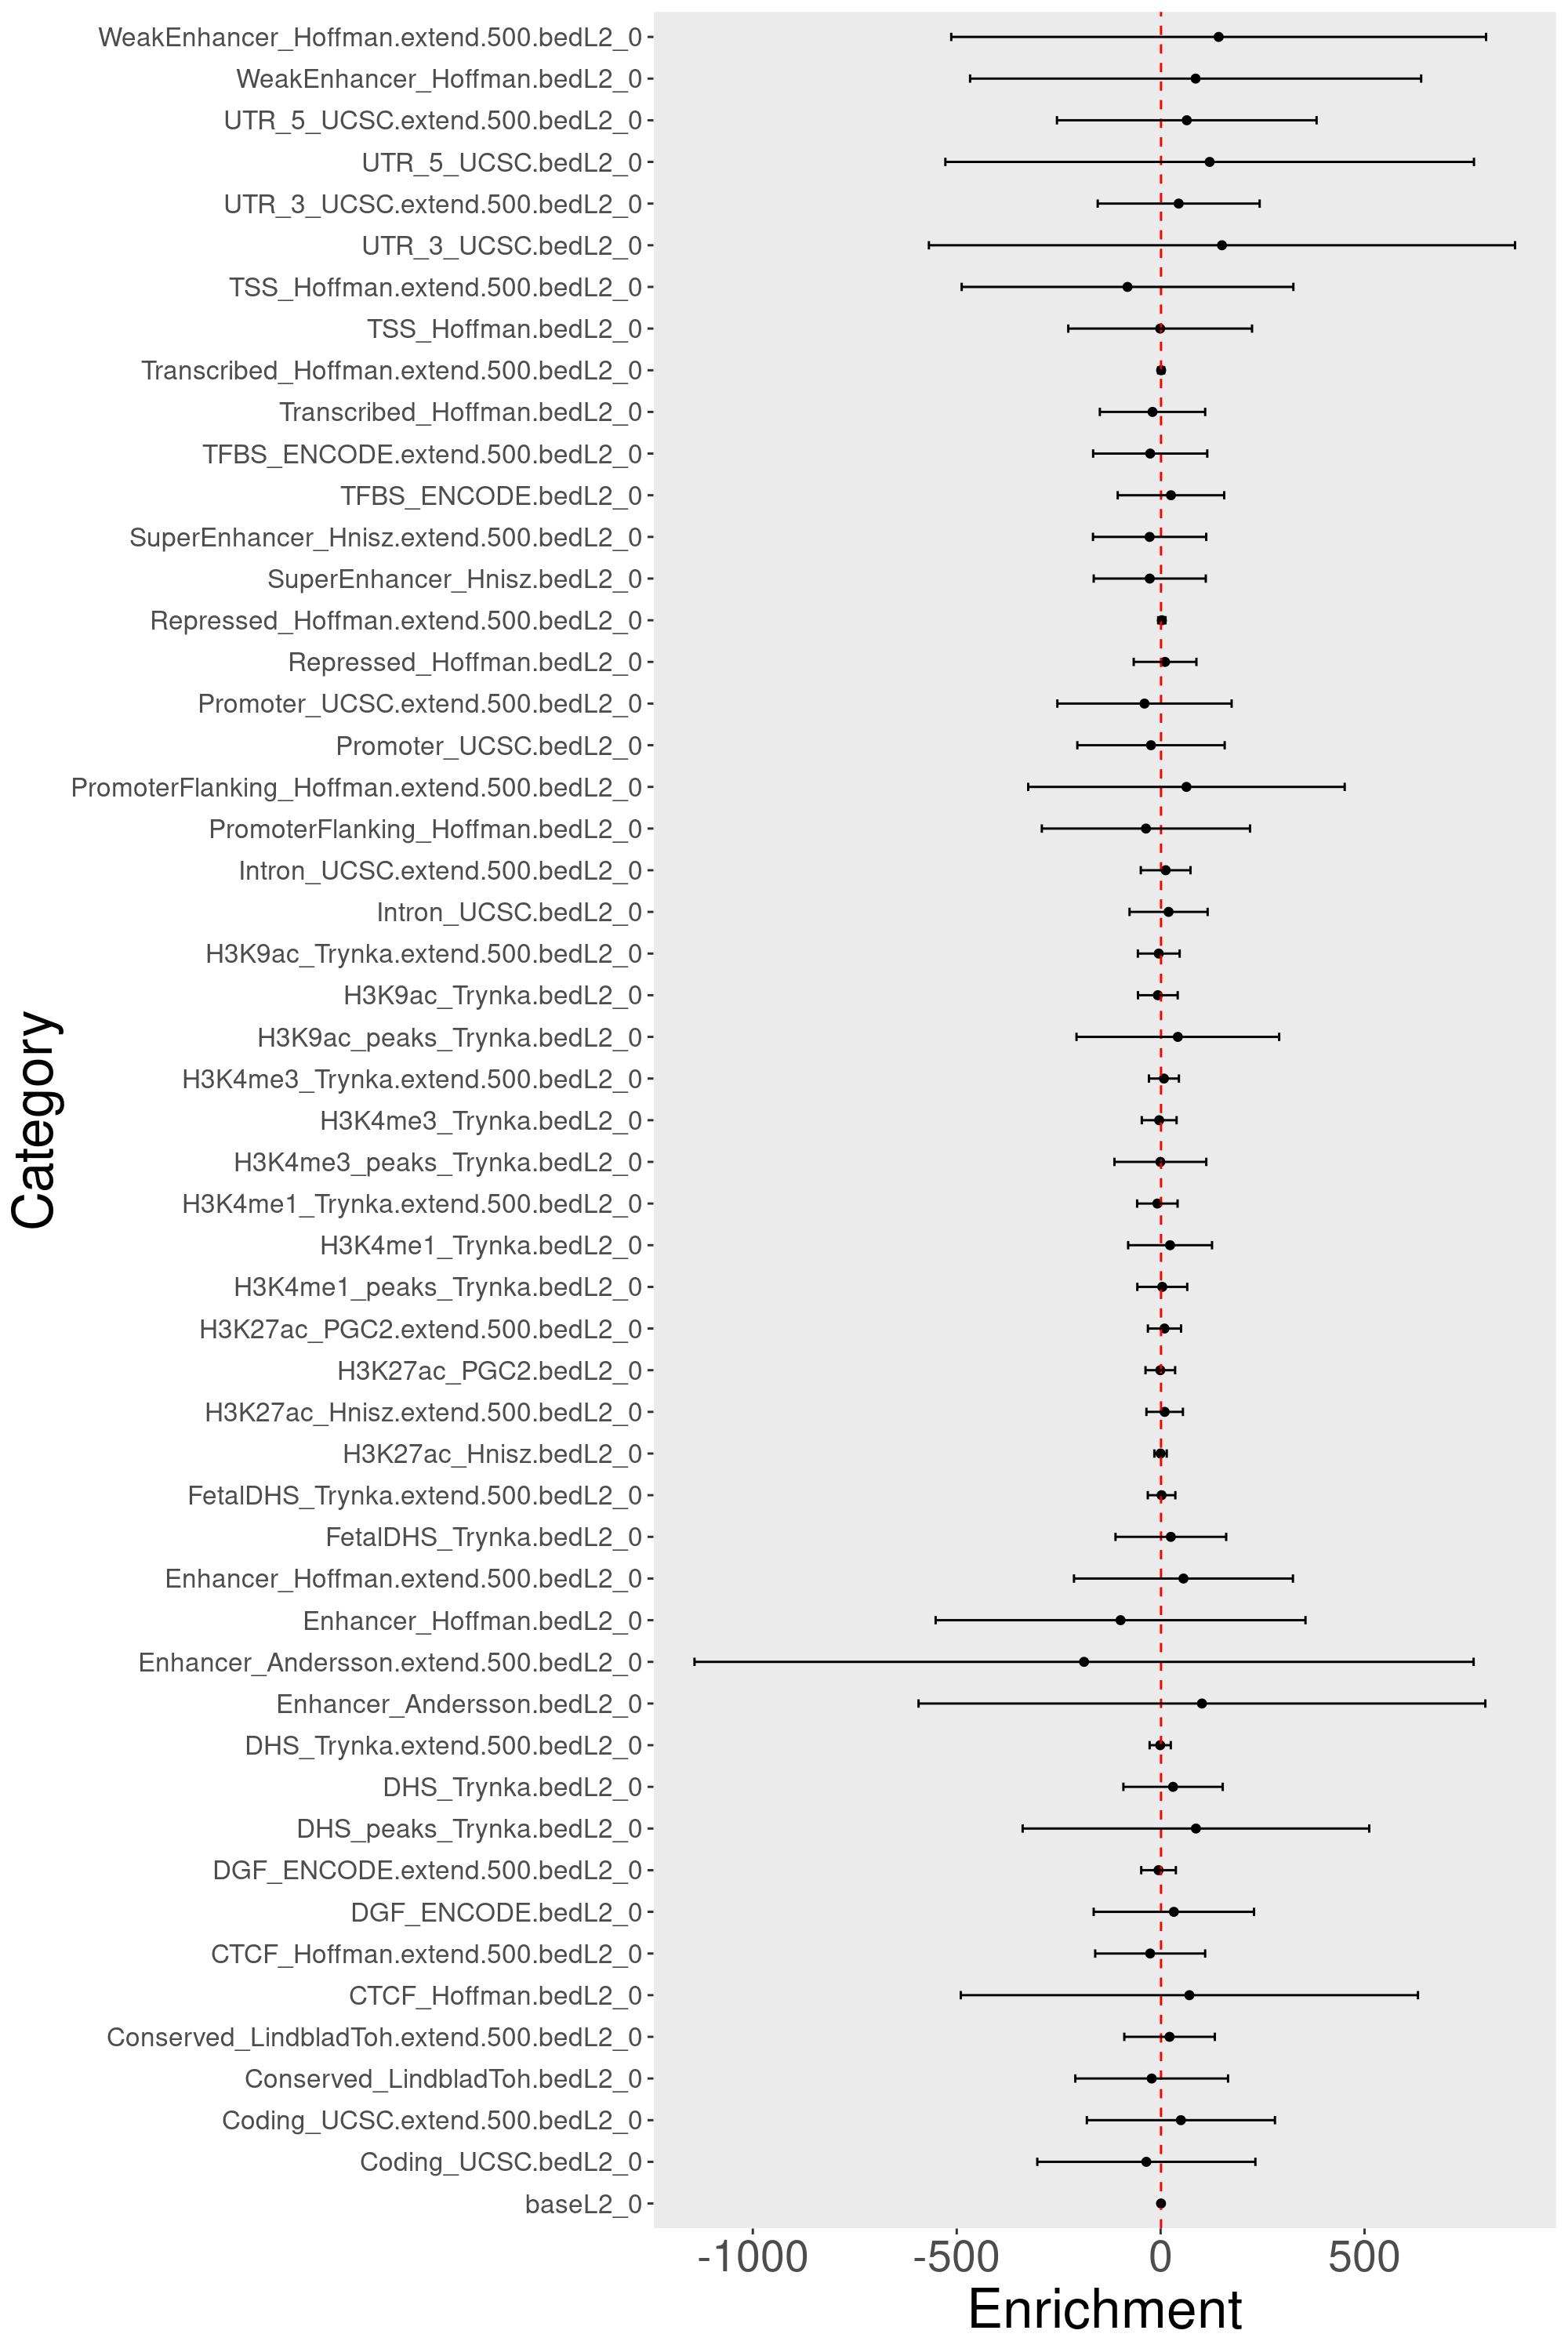 WeakEnhancer_Hoffman.extend.500.bedL2_0
WeakEnhancer_Hoffman.bedL2_0
UTR_5_UCSC.extend.500.bedL2_0
UTR_5_UCSC.bedL2_0
UTR_3_UCSC.extend.500.bedL2_0
UTR_3_UCSC.bedL2_0
TSS_Hoffman.extend.500.bedL2_0
TSS_Hoffman.bedL2_0
Transcribed_Hoffman.extend.500.bedL2_0
Transcribed_Hoffman.bedL2_0
TFBS_ENCODE.extend.500.bedL2_0
TFBS_ENCODE.bedL2_0
SuperEnhancer_Hnisz.extend.500.bedL2_0
SuperEnhancer_Hnisz.bedL2_0
Repressed_Hoffman.extend.500.bedL2_0
Repressed_Hoffman.bedL2_0
Promoter_UCSC.extend.500.bedL2_0
Promoter_UCSC.bedL2_0
PromoterFlanking_Hoffman.extend.500.bedL2_0
PromoterFlanking_Hoffman.bedL2_0
Intron_UCSC.extend.500.bedL2_0
Intron_UCSC.bedL2_0
H3K9ac_Trynka.extend.500.bedL2_0
H3K9ac_Trynka.bedL2_0
H3K9ac_peaks_Trynka.bedL2_0
H3K4me3_Trynka.extend.500.bedL2_0
H3K4me3_Trynka.bedL2_0
H3K4me3_peaks_Trynka.bedL2_0
H3K4me1_Trynka.extend.500.bedL2_0
H3K4me1_Trynka.bedL2_0
H3K4me1_peaks_Trynka.bedL2_0
H3K27ac_PGC2.extend.500.bedL2_0
H3K27ac_PGC2.bedL2_0
H3K27ac_Hnisz.extend.500.bedL2_0
H3K27ac_Hnisz.bedL2_0
FetalDHS_Trynka.extend.500.bedL2_0
FetalDHS_Trynka.bedL2_0
Enhancer_Hoffman.extend.500.bedL2_0
Enhancer_Hoffman.bedL2_0
Enhancer_Andersson.extend.500.bedL2_0
Enhancer_Andersson.bedL2_0
DHS_Trynka.extend.500.bedL2_0
DHS_Trynka.bedL2_0
DHS_peaks_Trynka.bedL2_0
DGF_ENCODE.extend.500.bedL2_0
DGF_ENCODE.bedL2_0
CTCF_Hoffman.extend.500.bedL2_0
CTCF_Hoffman.bedL2_0
Conserved_LindbladToh.extend.500.bedL2_0
Conserved_LindbladToh.bedL2_0
Coding_UCSC.extend.500.bedL2_0
Coding_UCSC.bedL2_0
baseL2_0
Category
-1000 -500 0 500
Enrichment